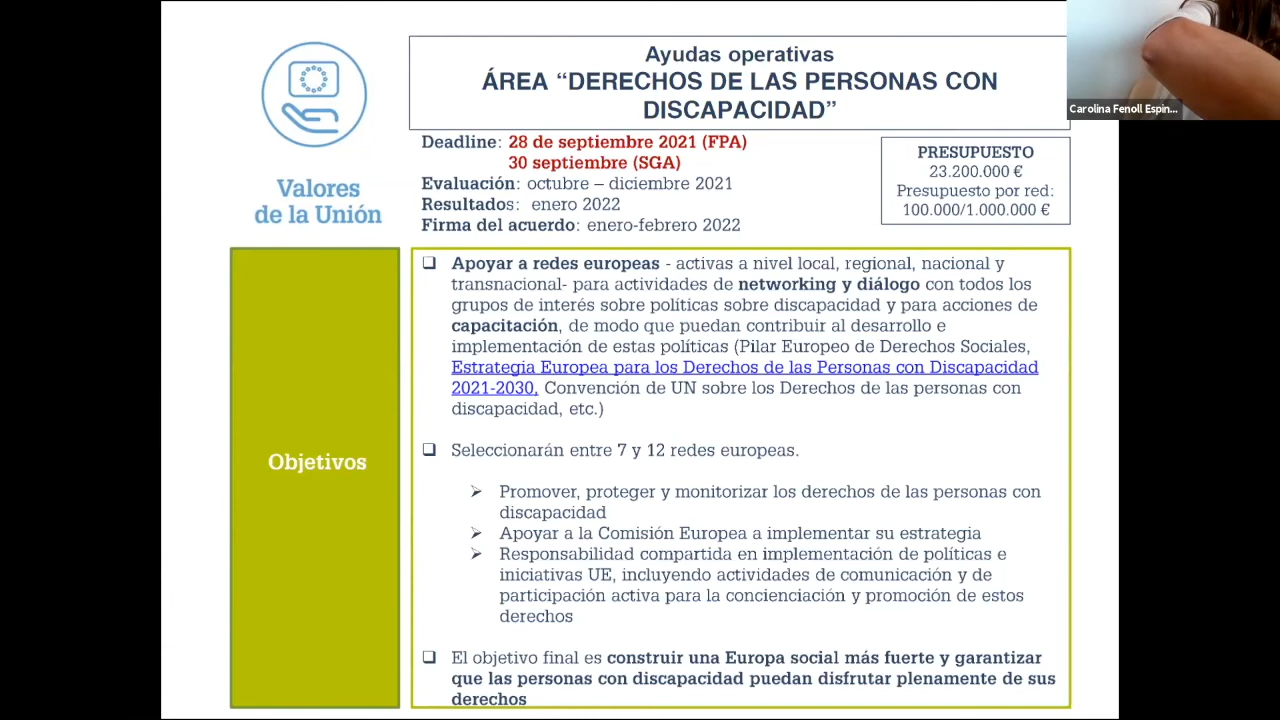 Ayudas operativas
ÁREA “DERECHOS DE LAS PERSONAS CON
DISCAPACIDAD”
Carolina Fenoll Espin...
Valores
de la Unión
Deadline: 28 de septiembre 2021 (FPA)
30 septiembre (SGA)
Evaluación: octubre – diciembre 2021
Resultados: enero 2022
Firma del acuerdo: enero-febrero 2022
PRESUPUESTO
23.200.000 €
Presupuesto por red:
100.000/1.000.000 €
Objetivos
❑ Apoyar a redes europeas - activas a nivel local, regional, nacional y
transnacional- para actividades de networking y diálogo con todos los
grupos de interés sobre políticas sobre discapacidad y para acciones de
capacitación, de modo que puedan contribuir al desarrollo e
implementación de estas políticas (Pilar Europeo de Derechos Sociales,
Estrategia Europea para los Derechos de las Personas con Discapacidad
2021-2030, Convención de UN sobre los Derechos de las personas con
discapacidad, etc.)
❑ Seleccionarán entre 7 y 12 redes europeas.
➢ Promover, proteger y monitorizar los derechos de las personas con
discapacidad
➢ Apoyar a la Comisión Europea a implementar su estrategia
➢ Responsabilidad compartida en implementación de políticas e
iniciativas UE, incluyendo actividades de comunicación y de
participación activa para la concienciación y promoción de estos
derechos
❑ El objetivo final es construir una Europa social más fuerte y garantizar
que las personas con discapacidad puedan disfrutar plenamente de sus
derechos